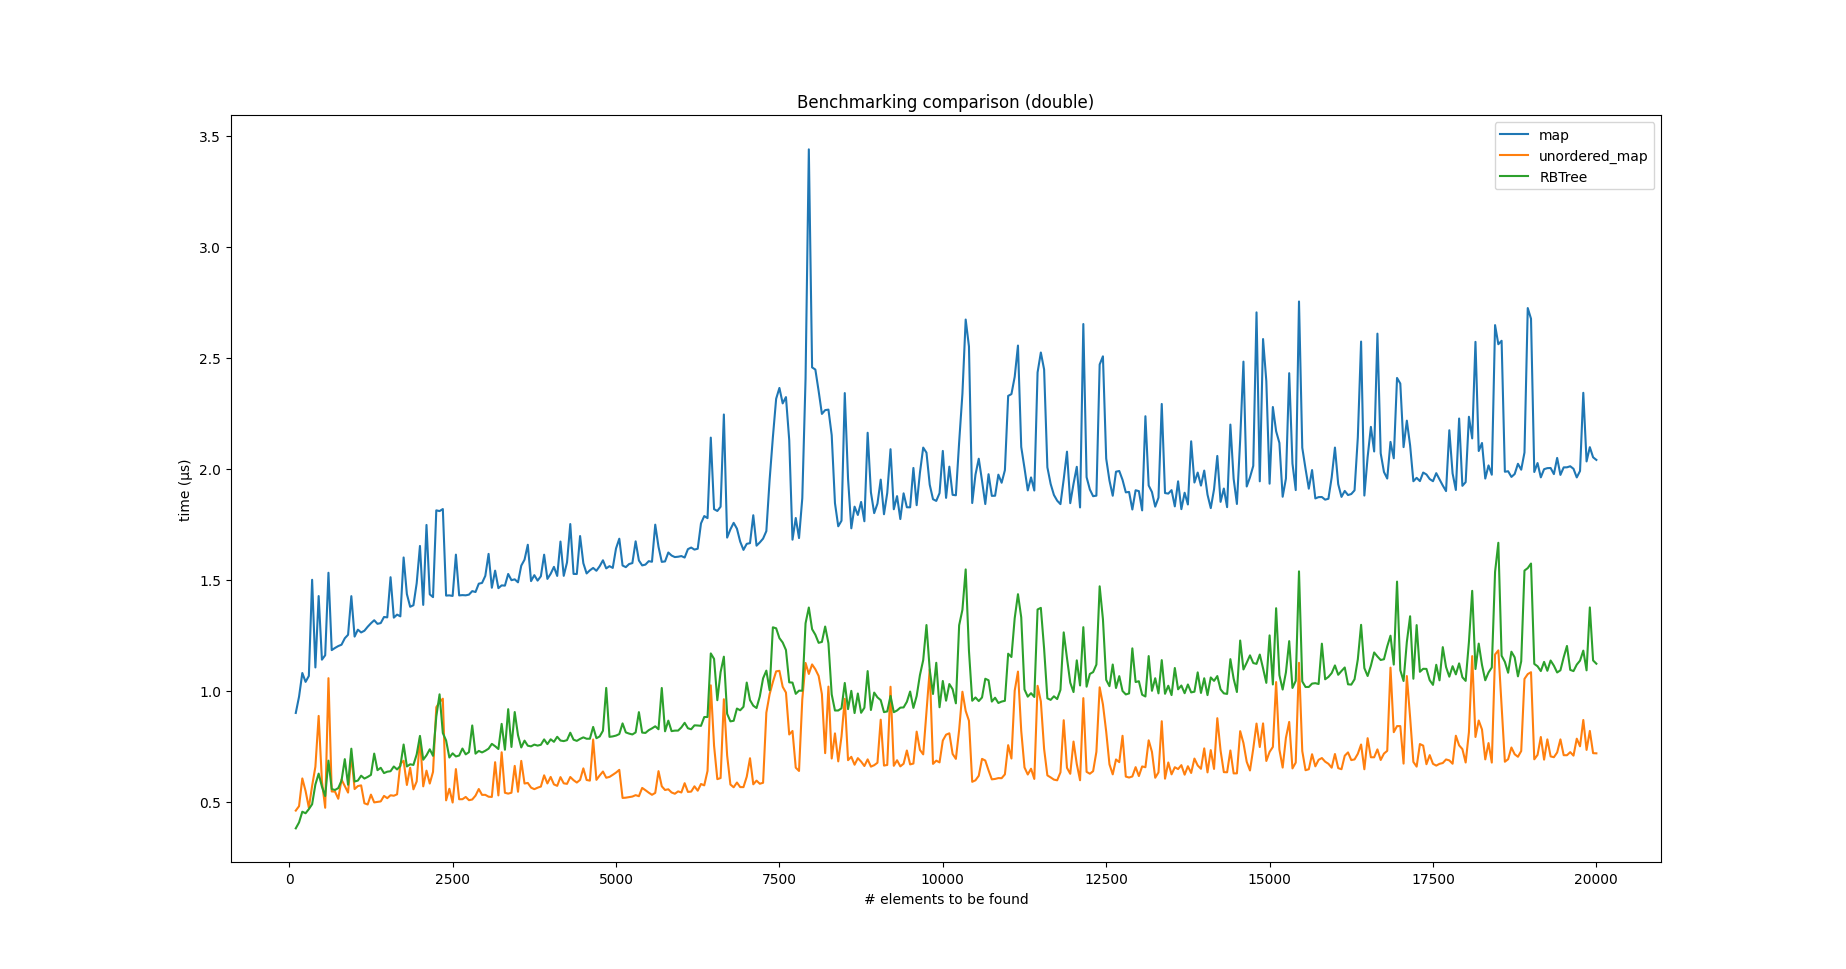 Benchmarking comparison (double)
map
unordered_map
RBTree
time (µs)
3.5
3.0
2.5
2.0
1.5
1.0
0.5
0 2500 5000 7500 10000 12500 15000 17500 20000
# elements to be found